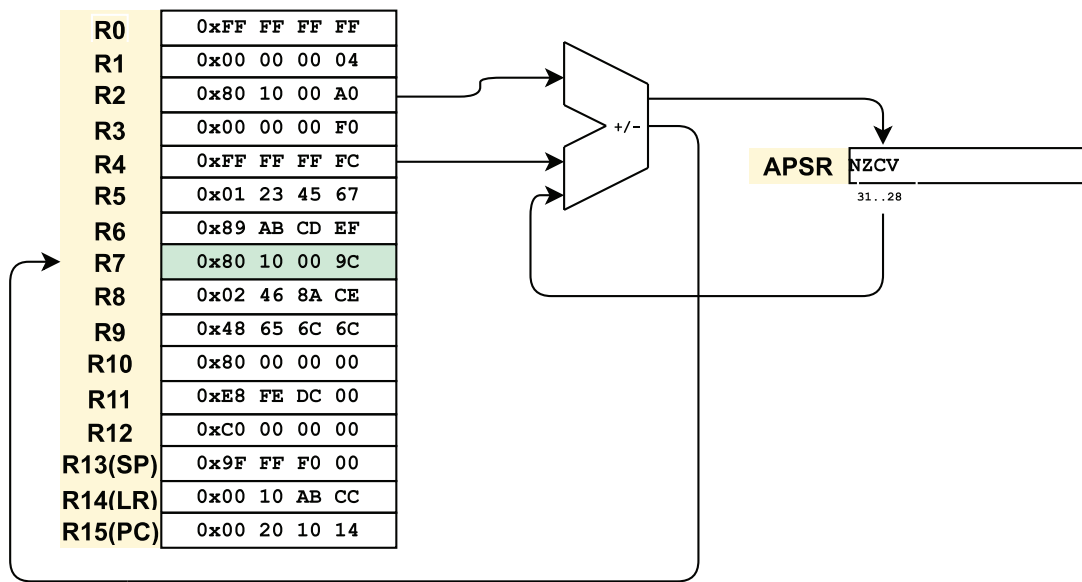 R0 0xFF FF FF FF
R1 0x00 00 00 04
R2 0x80 10 00 A0
R3 0x00 00 00 F0
R4 0xFF FF FF FC
R5 0x01 23 45 67
R6 0x89 AB CD EF
R7 0x80 10 00 9C
R8 0x02 46 8A CE
R9 0x48 65 6C 6C
R10 0x80 00 00 00
R11 0xE8 FE DC 00
R12 0xC0 00 00 00
R13(SP) 0x9F FF F0 00
R14(LR) 0x00 10 AB CC
R15(PC) 0x00 20 10 14
+/-
APSR NZCV
31..28